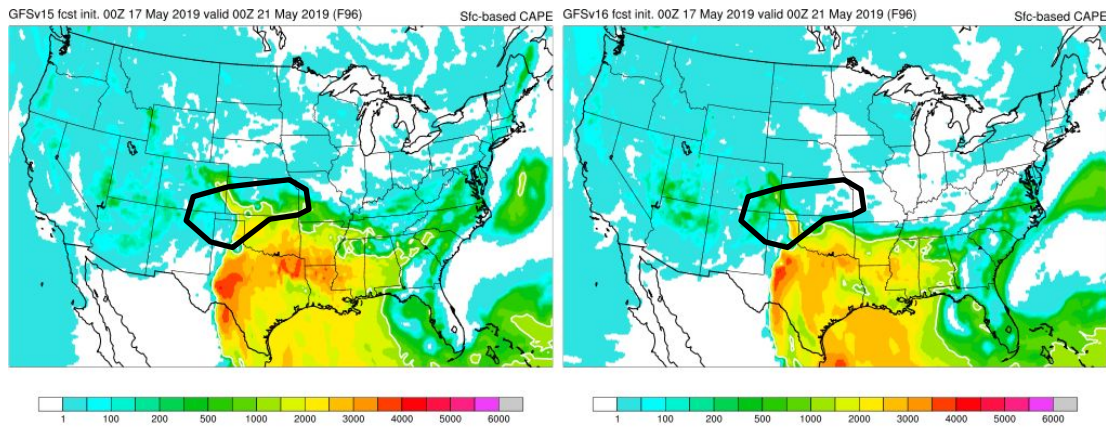 GFSv15 fcst init. 00Z 17 May 2019 valid 00Z 21 May 2019 (F96) Sfc-based CAPE
GFSv16 fcst init. 00Z 17 May 2019 valid 00Z 21 May 2019 (F96) Sfc-based CAPE
1 100 200 500 1000 2000 3000 4000 5000 6000
1 100 200 500 1000 2000 3000 4000 5000 6000